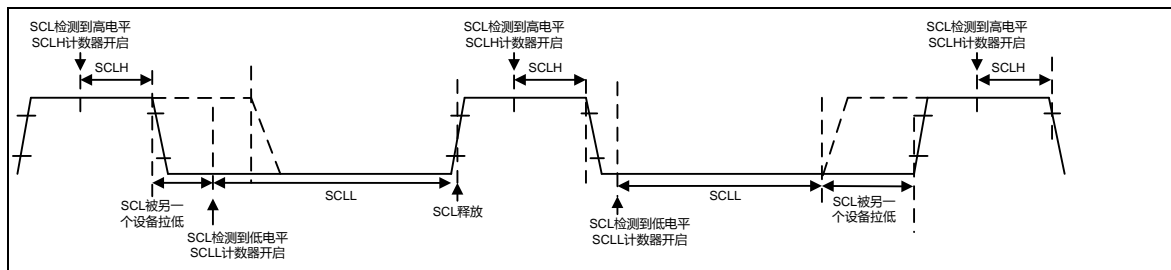 SCL检测到高电平
SCLH计数器开启
SCLH
SCL检测到高电平
SCLH计数器开启
SCLH
SCL检测到高电平
SCLH计数器开启
SCLH
SCL被另一
个设备拉低
SCLL
SCL检测到低电平
SCLL计数器开启
SCL释放
SCL检测到低电平
SCLL计数器开启
SCLL
SCL被另一
个设备拉低